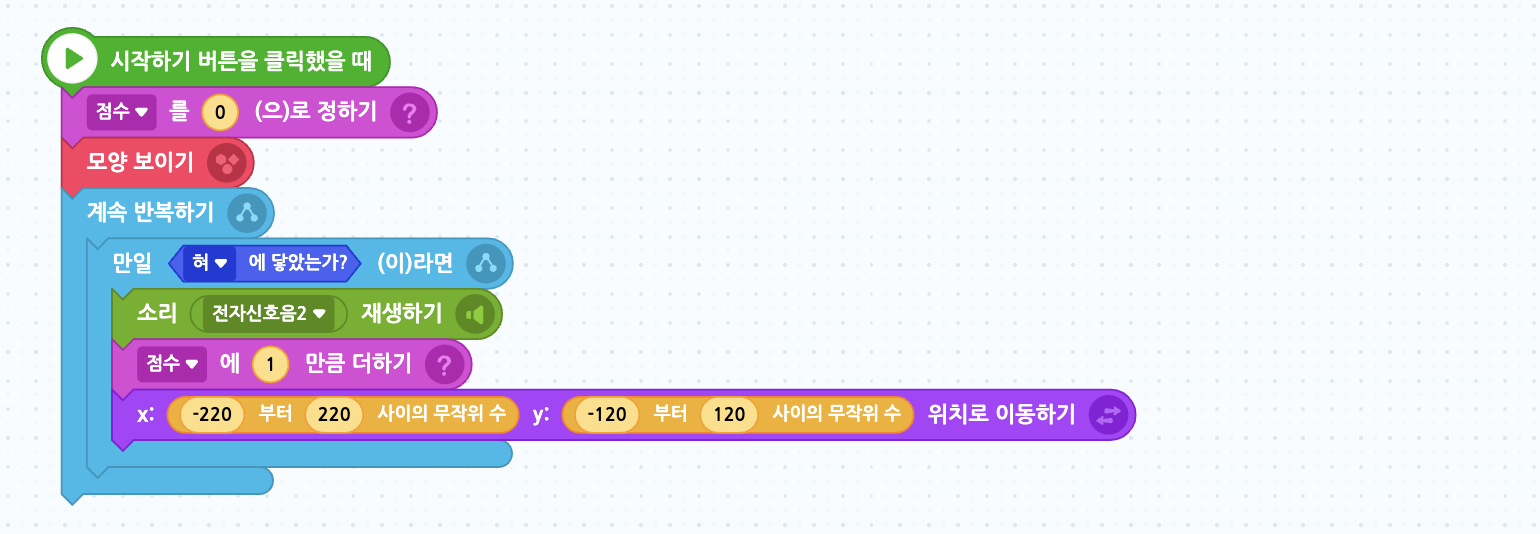 시작하기 버튼을 클릭했을 때
점수 를 0 (으)로 정하기 ?
모양 보이기
계속 반복하기
만일 혀 에 닿았는가? (이)라면
소리 전자신호음2 재생하기
점수 에 1 만큼 더하기 ?
x: -220 부터 220 사이의 무작위 수 y: -120 부터 120 사이의 무작위 수 위치로 이동하기